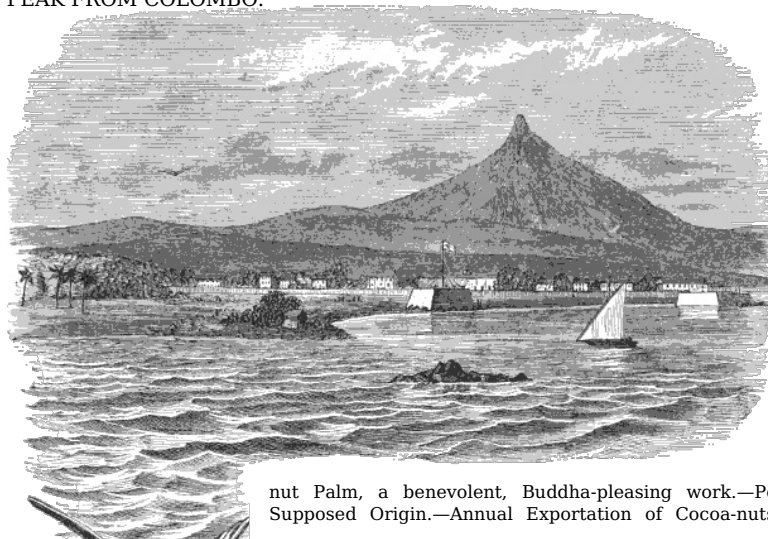 PEAK FROM COLOMBO.
nut Palm, a benevolent, Buddha-pleasing work.—
Supposed Origin.—Annual Exportation of Cocoa-nuts